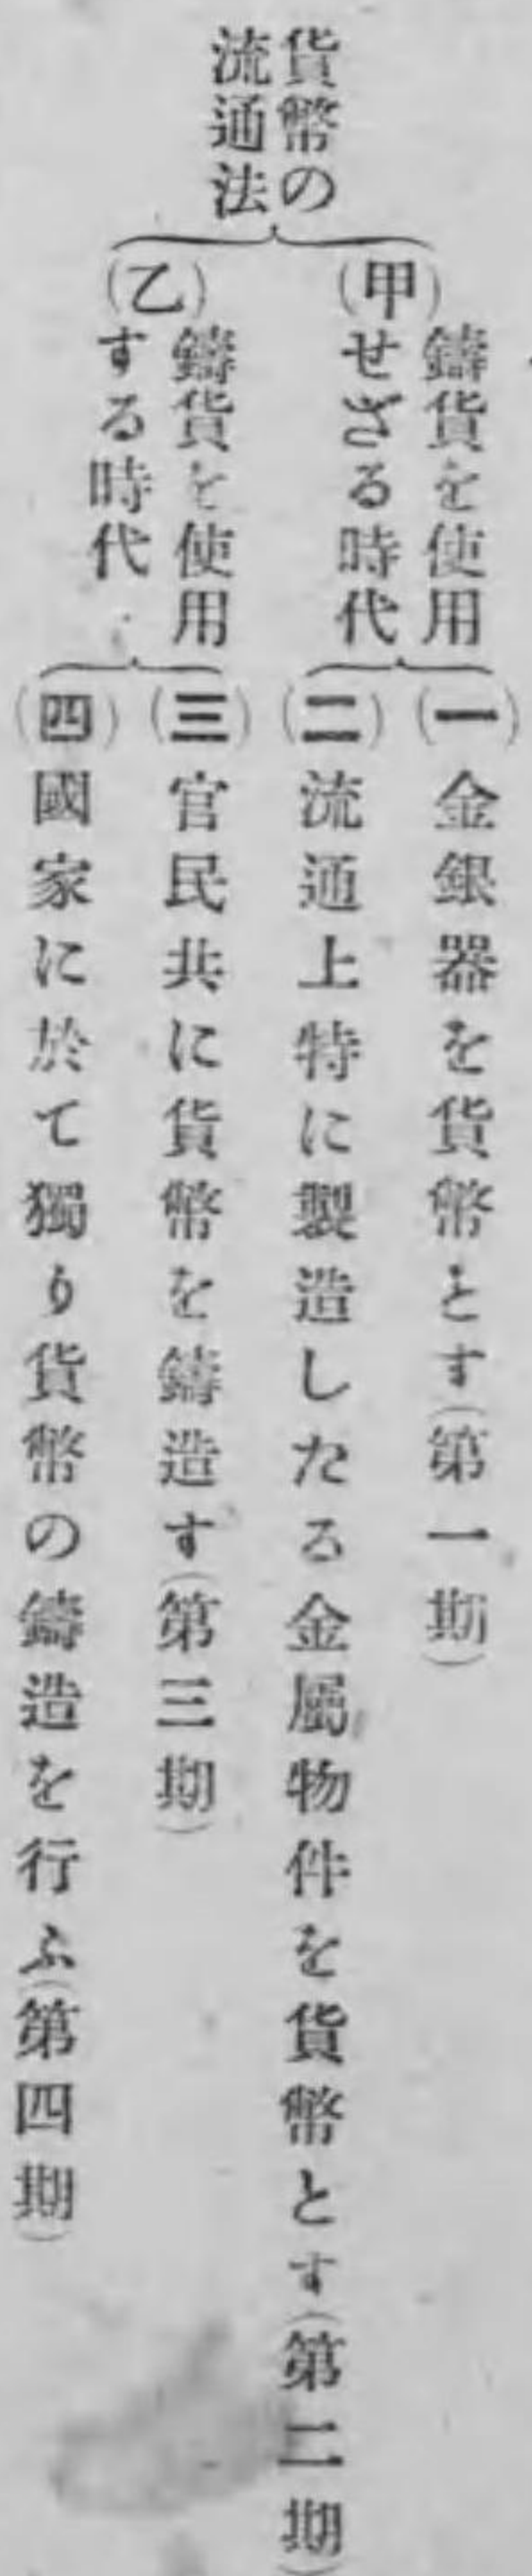 貨幣の
流通法
(甲)
鑄貨を使用
せざる時代
(一)金銀器を貨幣とす(第一期)
(二)流通上特に製造したる金屬物件を貨幣とす(第二期)
(乙)
鑄貨を使用
する時代
(三)官民共に貨幣を鑄造す(第三期)
(四)國家に於て獨り貨幣の鑄造を行ふ(第四期)